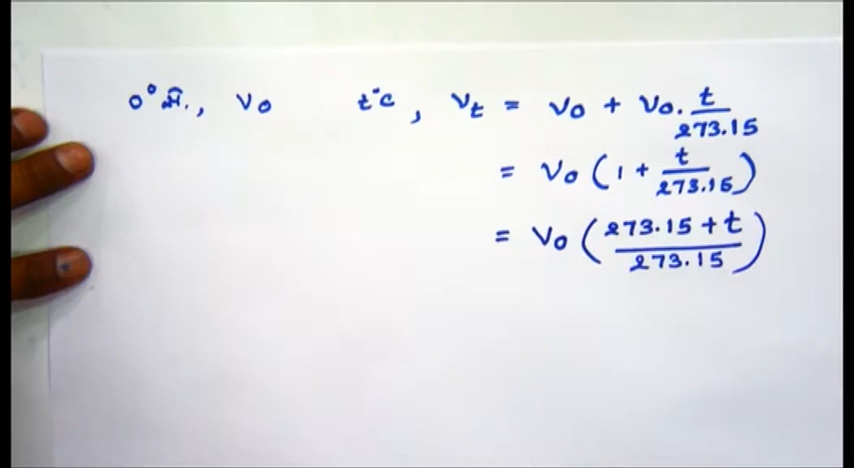 0° সে., V₀ t°c, Vt = V₀ + V₀. t/273.15
= V₀ (1 + t/273.15)
= V₀ (273.15 + t/273.15)